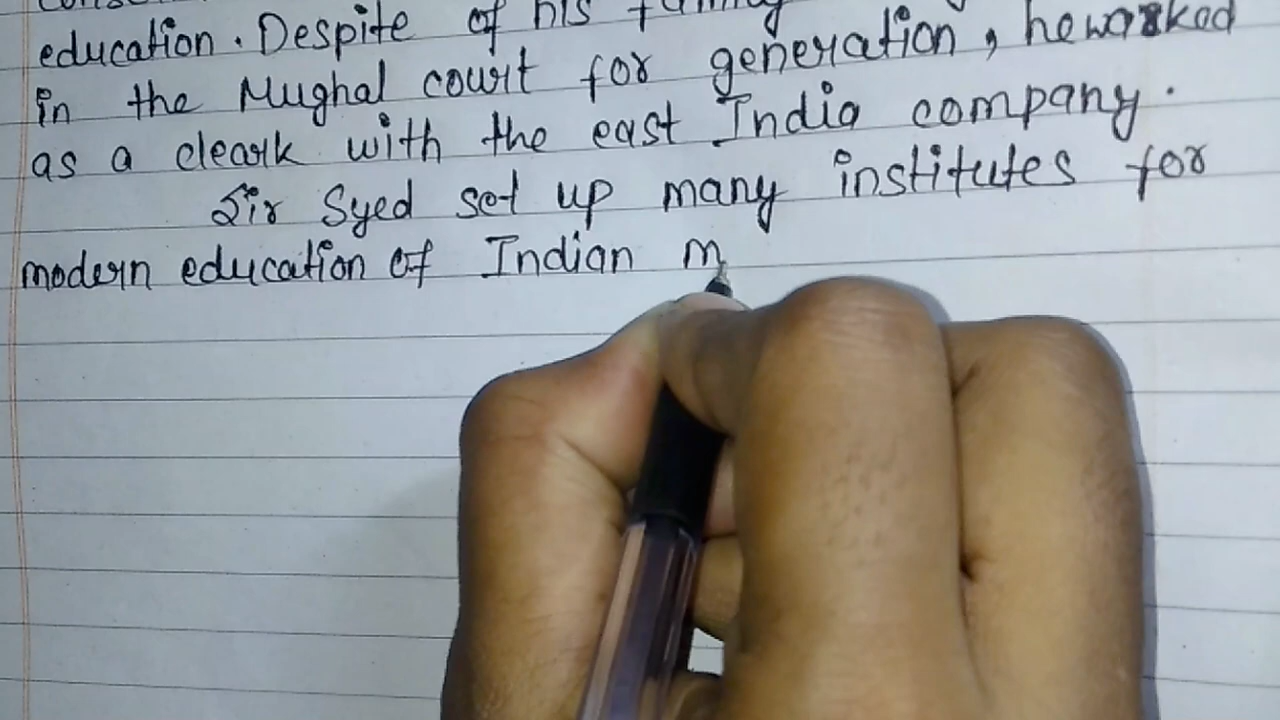 education. Despite of his family
in the Mughal court for generation, he worked
as a cleark with the east India company.
Sir Syed set up many institutes for
modern education of Indian m